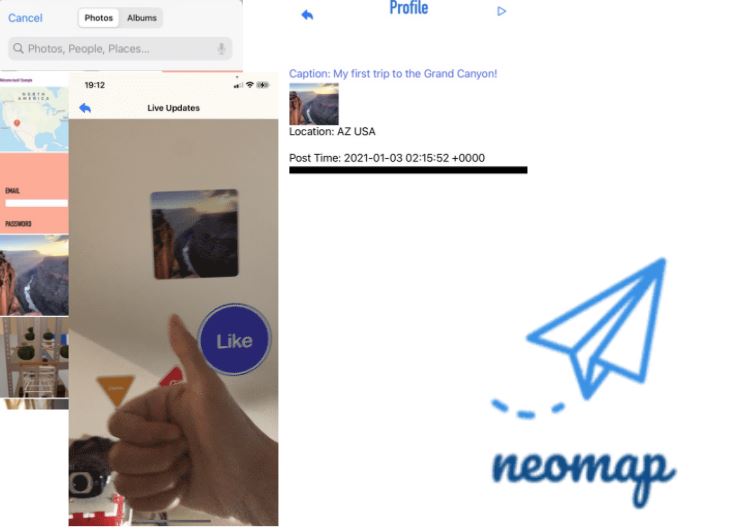 Cancel
Photos
Albums
Photos, People, Places...
NORTH
AMERICA
EMAIL
PASSWORD
19:12
Live Updates
Like
Profile
Caption: My first trip to the Grand Canyon!
Location: AZ USA
Post Time: 2021-01-03 02:15:52 +0000
neomap